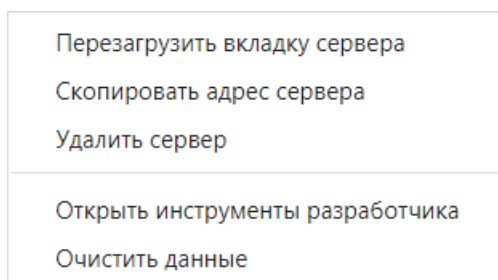 Перезагрузить вкладку сервера
Скопировать адрес сервера
Удалить сервер
Открыть инструменты разработчика
Очистить данные